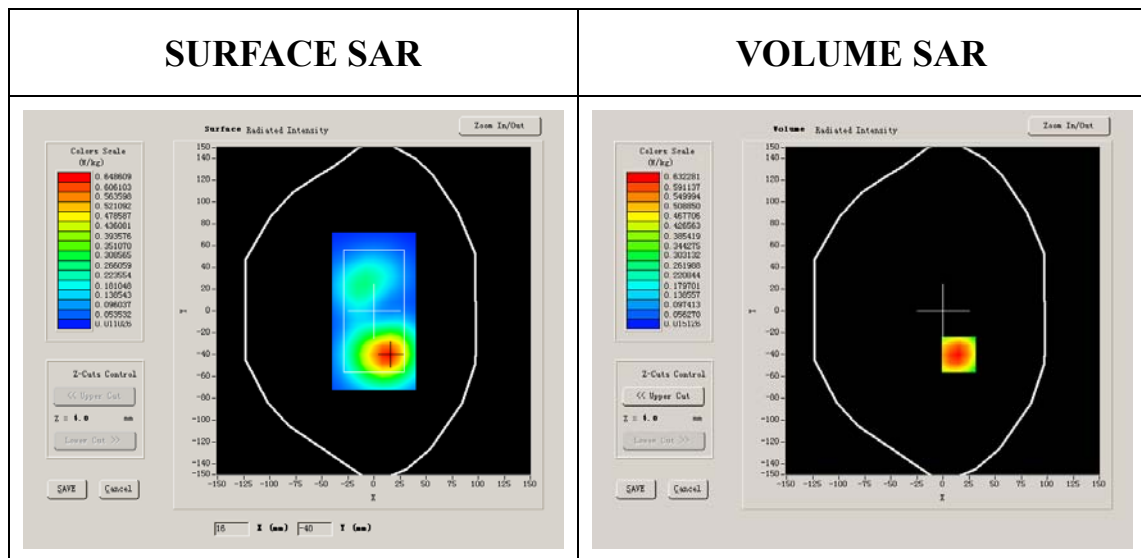 SURFACE SAR
VOLUME SAR
Surface Radiated Intensity
Zoom In/Out
Colors Scale
(W/kg)
0.648609
0.606103
0.563598
0.521092
0.478587
0.436081
0.393576
0.351070
0.308565
0.266059
0.223554
0.181048
0.138543
0.096037
0.053532
0.011026
150
140
120
100
80
60
40
20
0
-20
-40
-60
-80
-100
-120
-140
-150
Y
-150 -125 -100 -75 -50 -25 0 25 50 75 100 125 150
X
Z-Cuts Control
<< Upper Cut
Z = 4.0 mm
Lower Cut >>
SAVE Cancel
16 X (mm) -40 Y (mm)
Volume Radiated Intensity
Zoom In/Out
Colors Scale
(W/kg)
0.632281
0.591137
0.549994
0.508850
0.467706
0.426563
0.385419
0.344275
0.303132
0.261988
0.220844
0.179701
0.138557
0.097413
0.056270
0.015126
150
140
120
100
80
60
40
20
0
-20
-40
-60
-80
-100
-120
-140
-150
Y
-150 -125 -100 -75 -50 -25 0 25 50 75 100 125 150
X
Z-Cuts Control
<< Upper Cut
Z = 4.0 mm
Lower Cut >>
SAVE Cancel